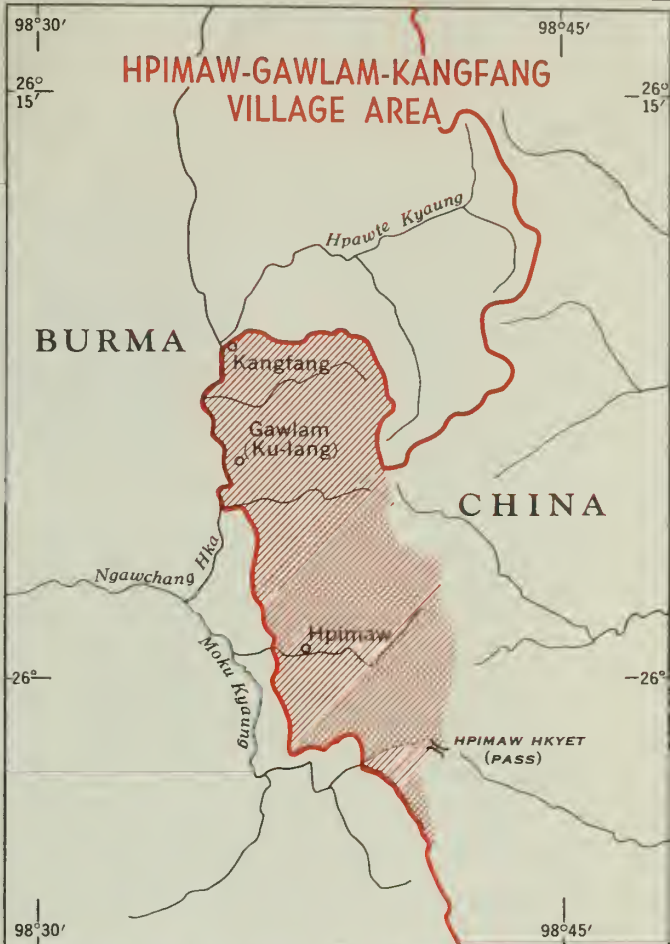 98°30'
98°45'
HPIMAW-GAWLAM-KANGFANG
VILLAGE AREA
26°
15'
26°
15'
Hpawte Kyaung
BURMA
Kangfang
Gawlam
(Ku-lang)
CHINA
Ngawchang Hka
Hpimaw
Moku Kyaung
26°
26°
HPIMAW HKYET
(PASS)
98°30'
98°45'